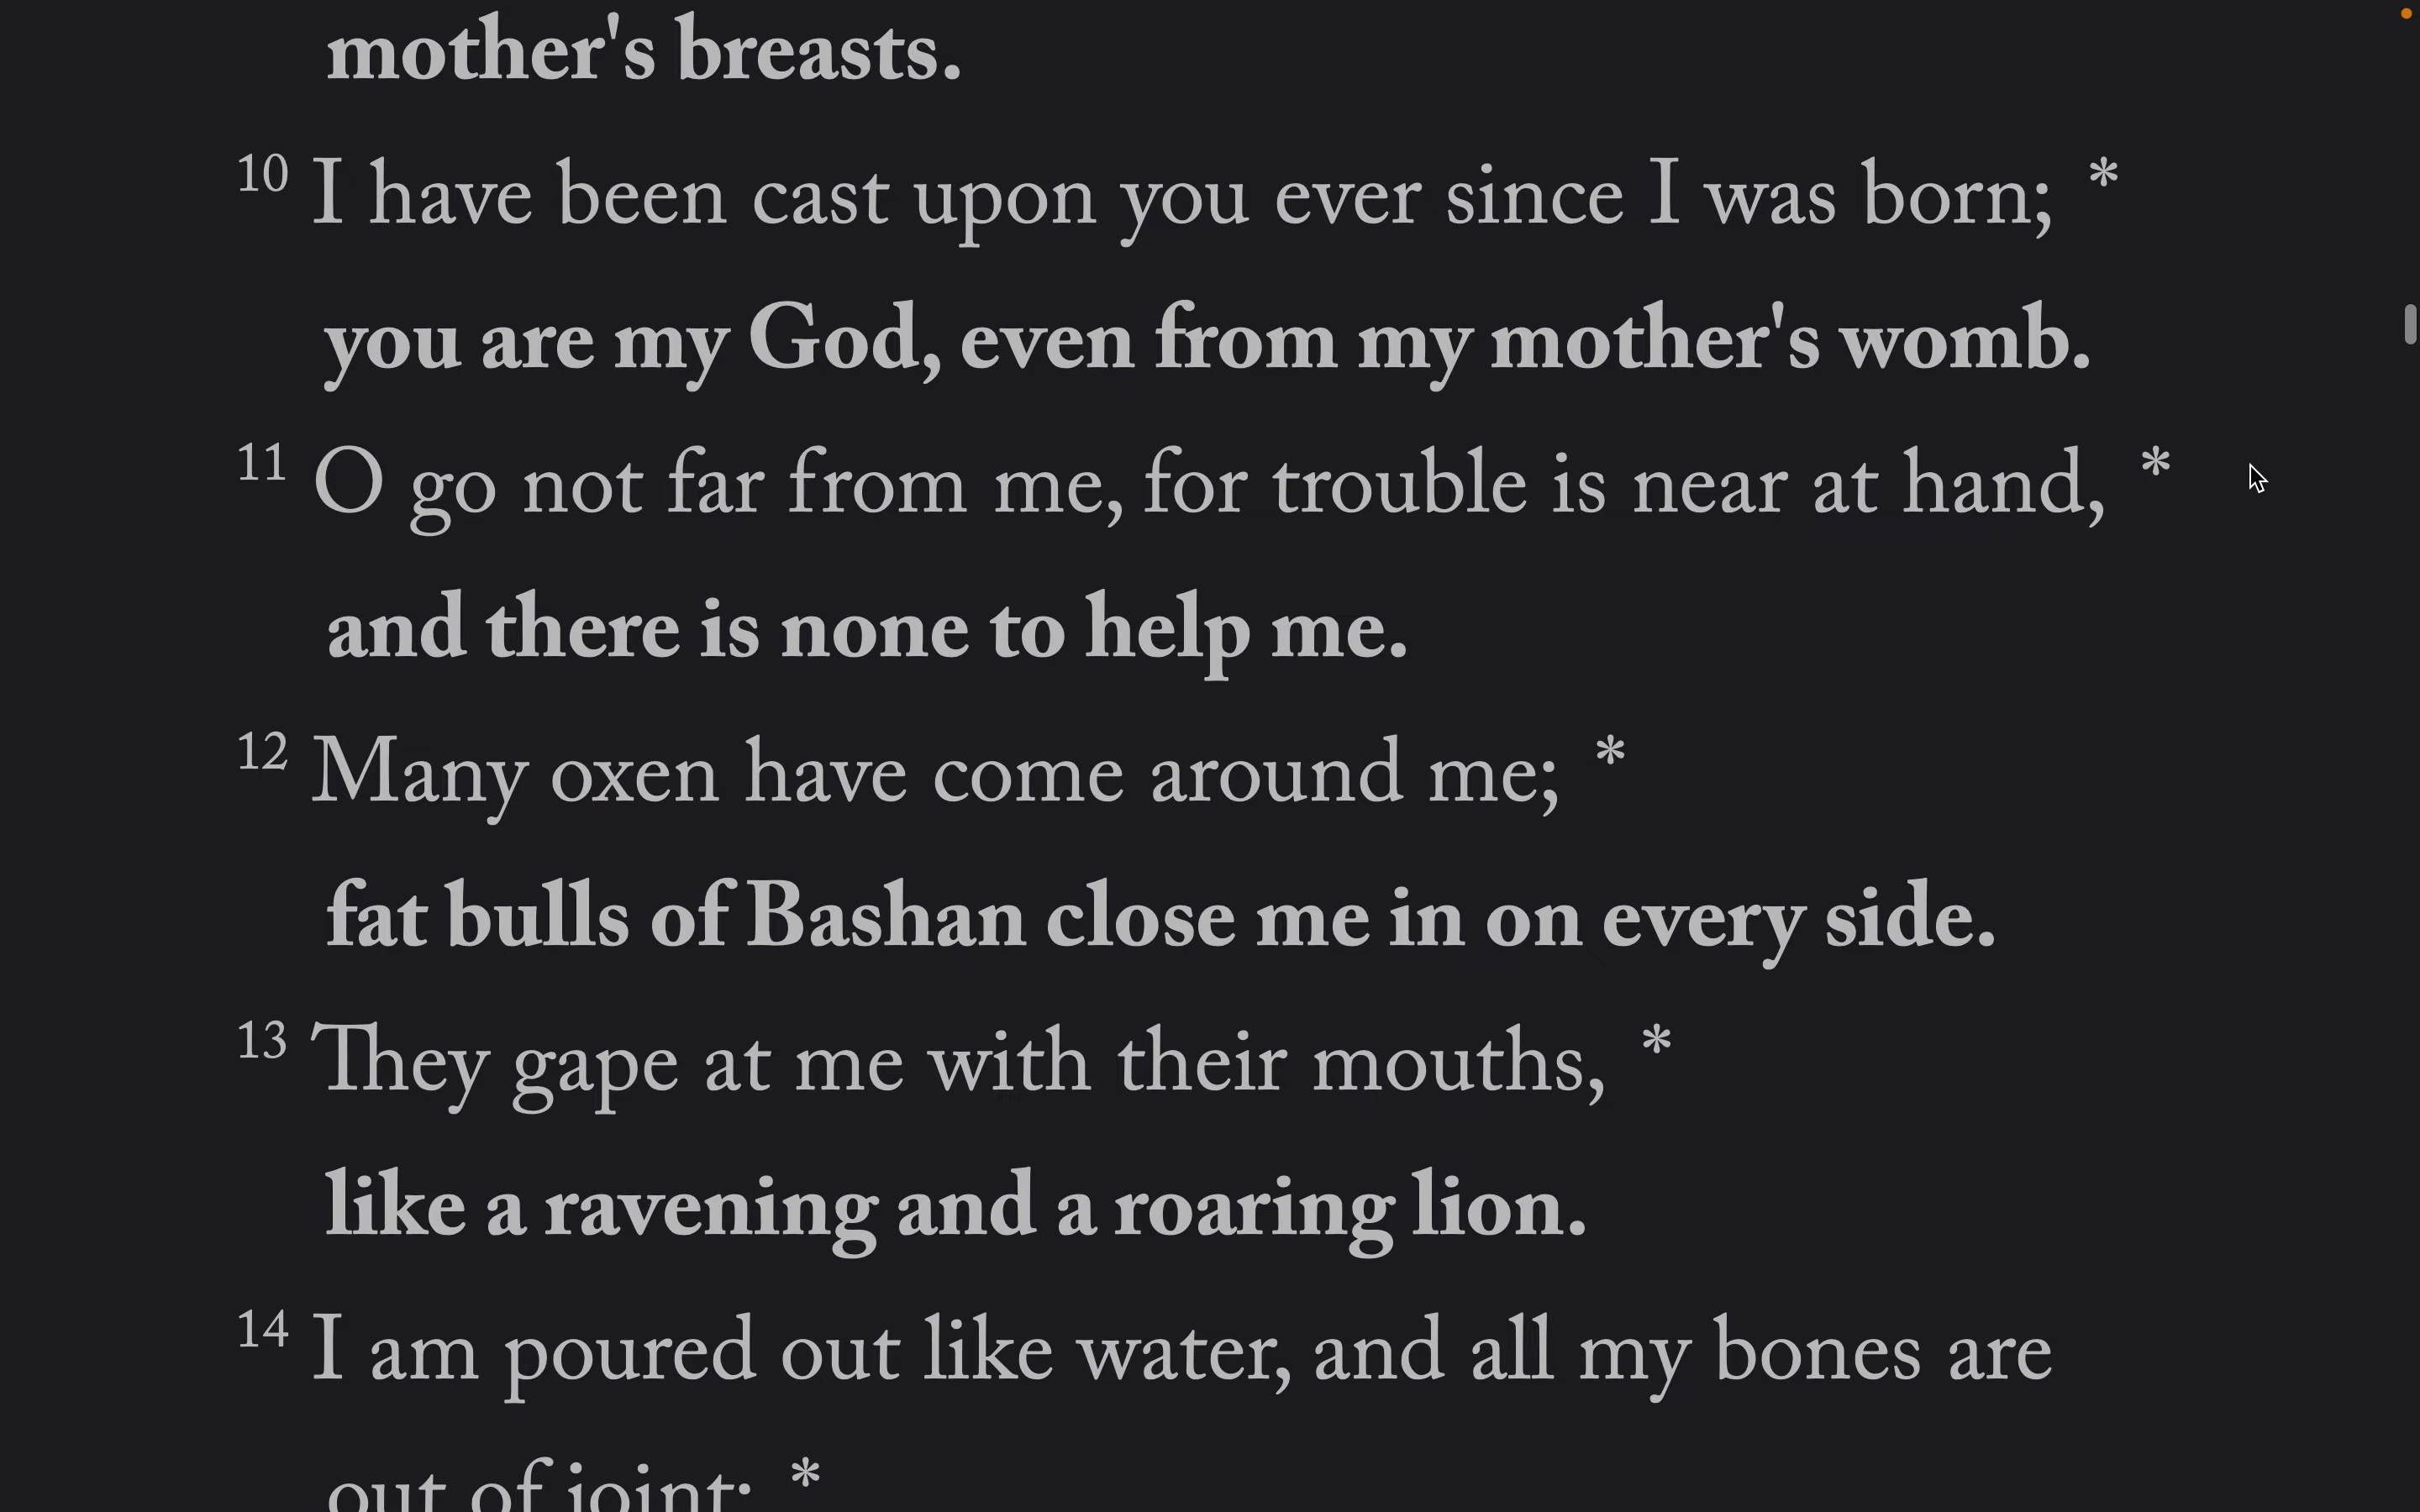 mother's breasts.
10 I have been cast upon you ever since I was born; *
you are my God, even from my mother's womb.
11 O go not far from me, for trouble is near at hand, *
and there is none to help me.
12 Many oxen have come around me; *
fat bulls of Bashan close me in on every side.
13 They gape at me with their mouths, *
like a ravening and a roaring lion.
14 I am poured out like water, and all my bones are
out of joint; *